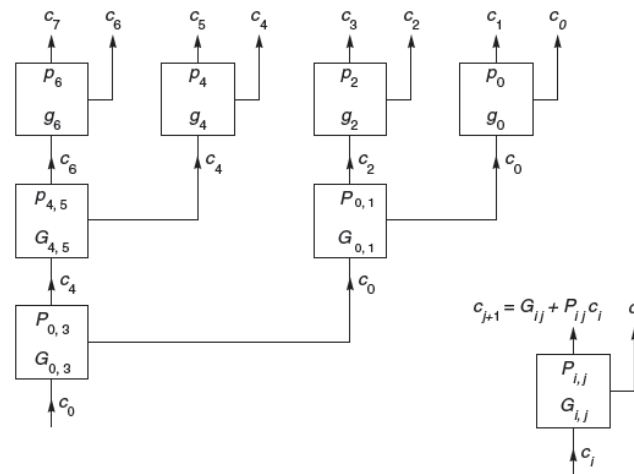 c7 c6 c5 c4 c3 c2 c1 c0
p6 p4 p2 p0
g6 g4 g2 g0
c6 c4 c2 c0
p4, 5 P0, 1
G4, 5 G0, 1
c4 c0
P0, 3
G0, 3
c0
cj+1 = Gij + Pij ci c
Pi, j
Gi, j
ci